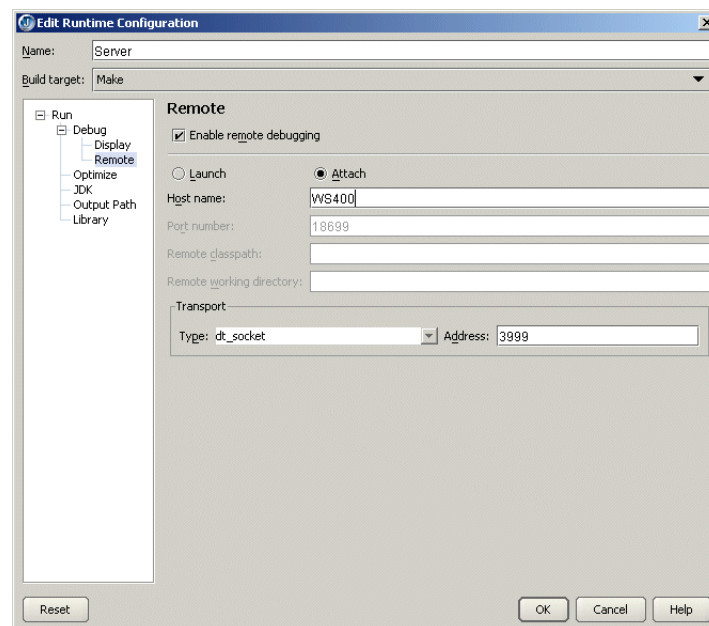 Edit Runtime Configuration
Name: Server
Build target: Make
Run
Debug
Display
Remote
Optimize
JDK
Output Path
Library
Remote
Enable remote debugging
Launch Attach
Host name: WS400
Port number: 18699
Remote classpath:
Remote working directory:
Transport
Type: dt_socket Address: 3999
Reset OK Cancel Help